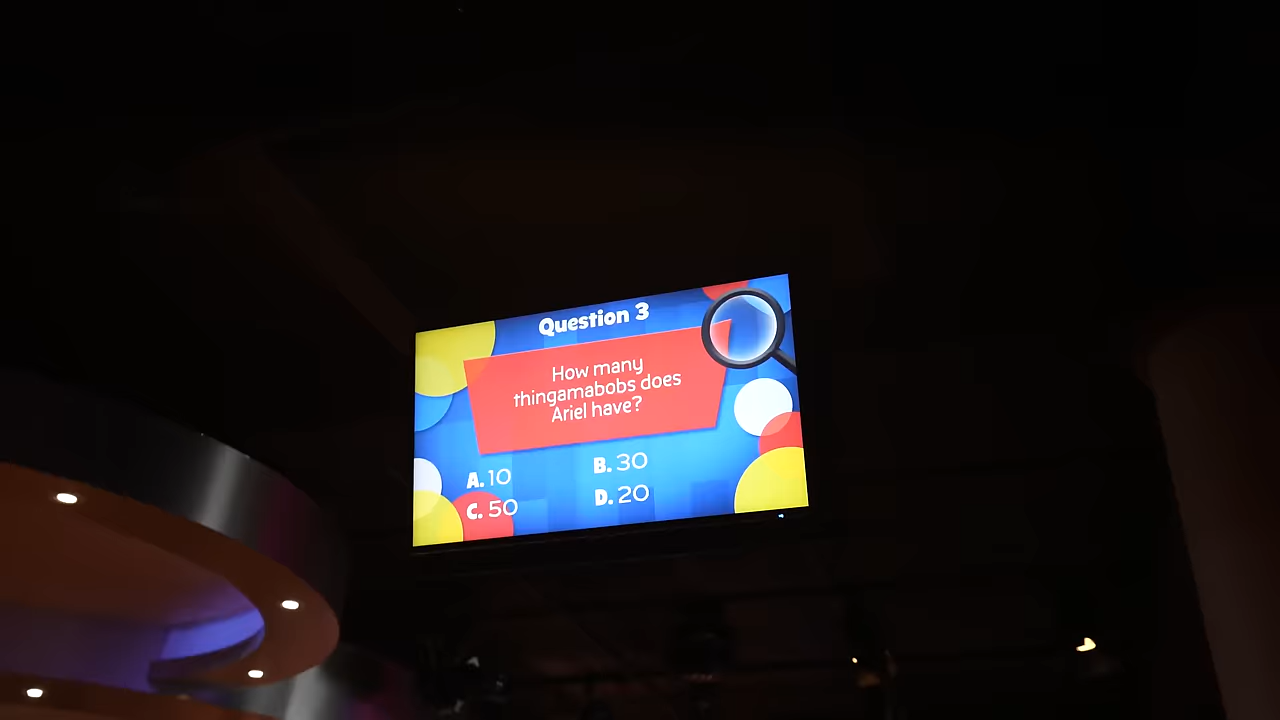 Question 3
How many
thingamabobs does
Ariel have?
A. 10
B. 30
C. 50
D. 20